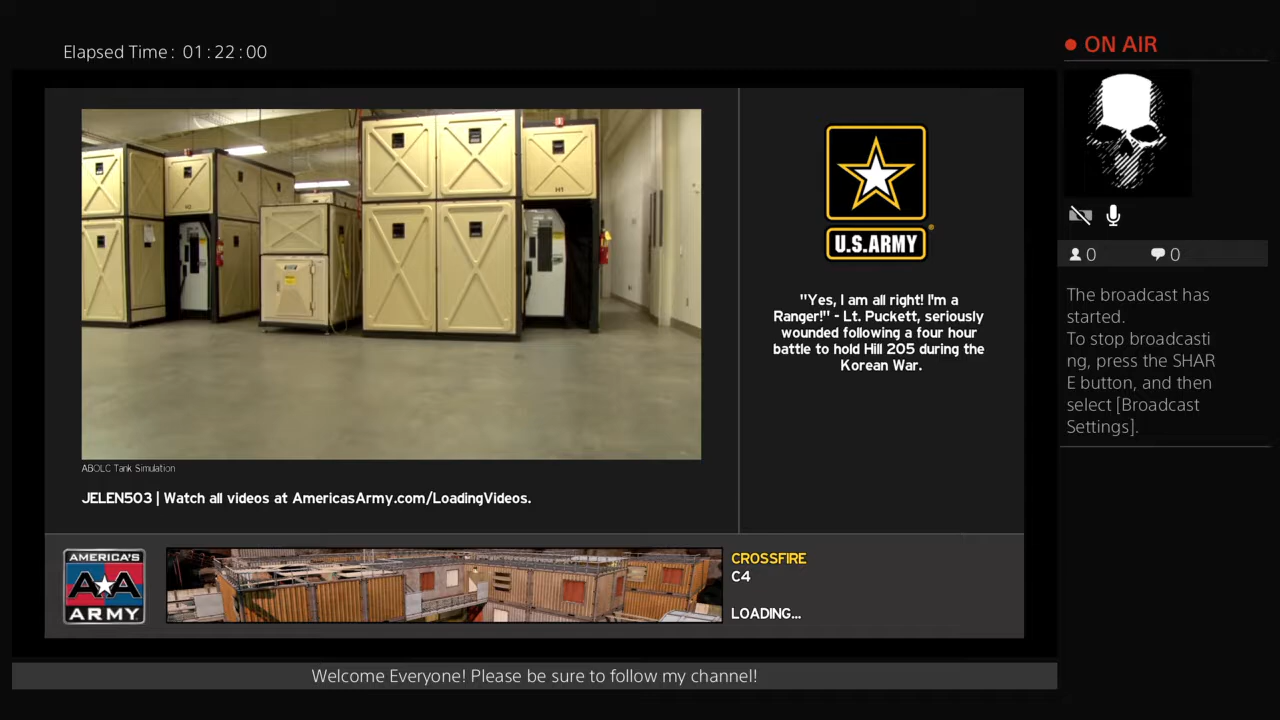 Elapsed Time: 01:22:00
ON AIR
U.S.ARMY
0
0
"Yes, I am all right! I'm a
Ranger!" - Lt. Puckett, seriously
wounded following a four hour
battle to hold Hill 205 during the
Korean War.
The broadcast has
started.
To stop broadcasti
ng, press the SHAR
E button, and then
select [Broadcast
Settings].
H1
ABOLC Tank Simulation
JELEN503 | Watch all videos at AmericasArmy.com/LoadingVideos.
AMERICA'S
AA
ARMY
CROSSFIRE
C4
LOADING...
Welcome Everyone! Please be sure to follow my channel!